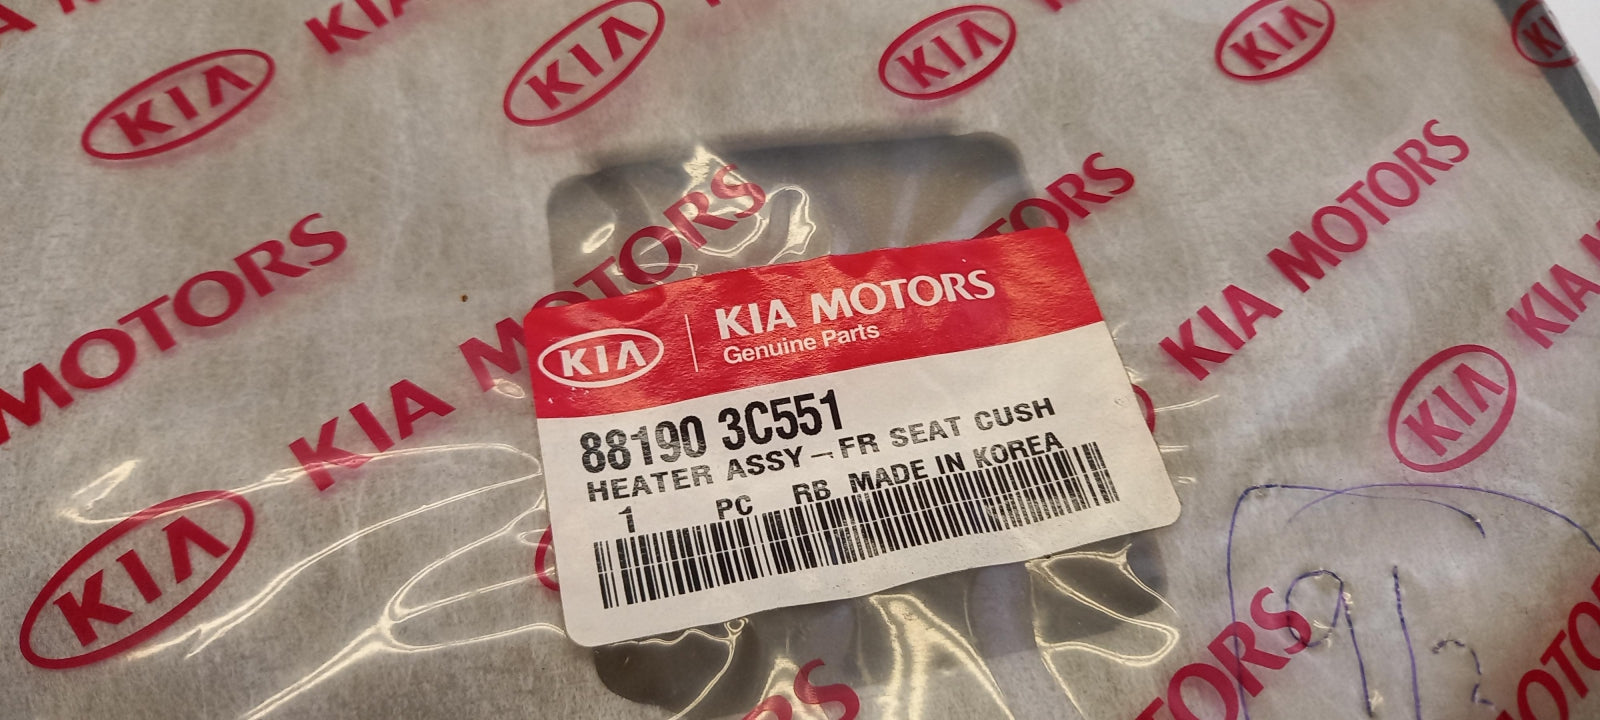 KIA
KIA
KIA
KIA
KIA MOTORS
KIA MOTORS
MOTORS
KIA MOTORS
KIA
KIA MOTORS
Genuine Parts
88190 3C551
HEATER ASSY-FR SEAT CUSH
1 PC RB MADE IN KOREA
KIA
KIA
KIA
MOTORS
91